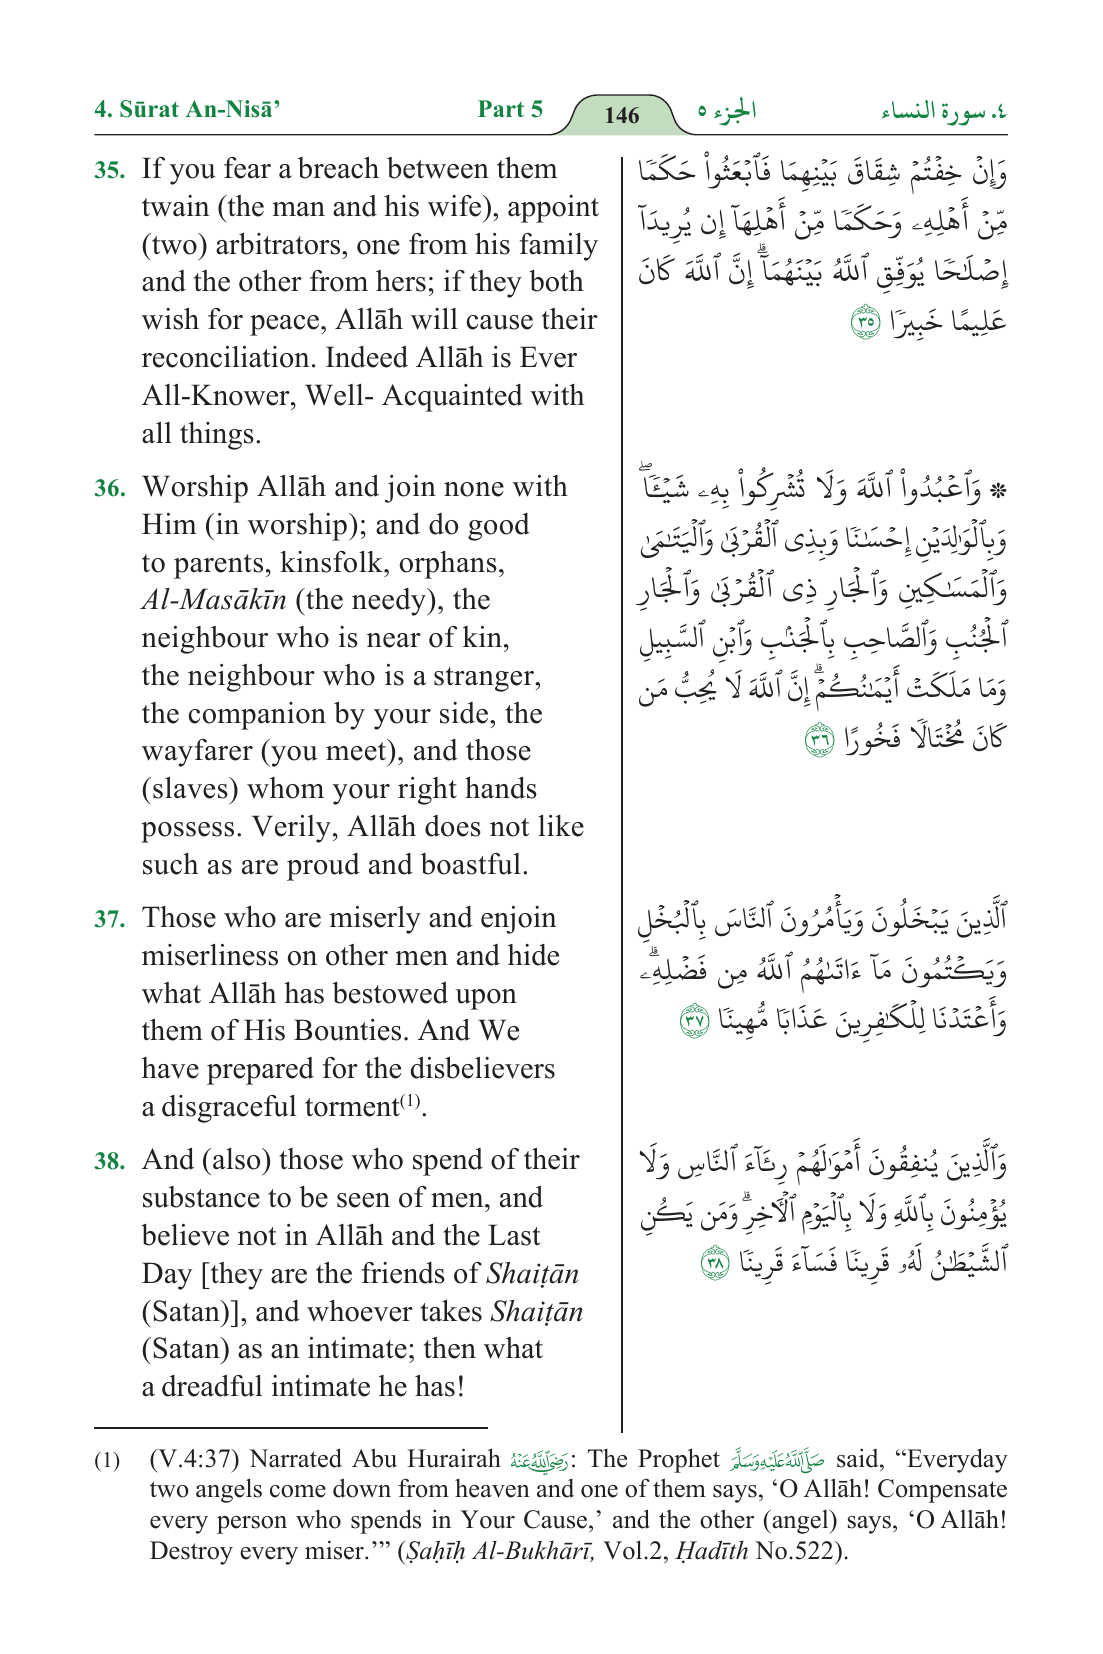 4. Sūrat An-Nisā’ Part 5 146 الجزء ٥ ٤. سورة النساء
35. If you fear a breach between them
twain (the man and his wife), appoint
(two) arbitrators, one from his family
and the other from hers; if they both
wish for peace, Allāh will cause their
reconciliation. Indeed Allāh is Ever
All-Knower, Well- Acquainted with
all things.
وَإِنۡ خِفۡتُمۡ شِقَاقَ بَيۡنِهِمَا فَٱبۡعَثُواْ حَكَمٗا
مِّنۡ أَهۡلِهِۦ وَحَكَمٗا مِّنۡ أَهۡلِهَآ إِن يُرِيدَآ
إِصۡلَٰحٗا يُوَفِّقِ ٱللَّهُ بَيۡنَهُمَآۗ إِنَّ ٱللَّهَ كَانَ
عَلِيمًا خَبِيرٗا ٣٥
36. Worship Allāh and join none with
Him (in worship); and do good
to parents, kinsfolk, orphans,
Al-Masākīn (the needy), the
neighbour who is near of kin,
the neighbour who is a stranger,
the companion by your side, the
wayfarer (you meet), and those
(slaves) whom your right hands
possess. Verily, Allāh does not like
such as are proud and boastful.
۞ وَٱعۡبُدُواْ ٱللَّهَ وَلَا تُشۡرِكُواْ بِهِۦ شَيۡـٔٗاۖ
وَبِٱلۡوَٰلِدَيۡنِ إِحۡسَٰنٗا وَبِذِي ٱلۡقُرۡبَىٰ وَٱلۡيَتَٰمَىٰ
وَٱلۡمَسَٰكِينِ وَٱلۡجَارِ ذِي ٱلۡقُرۡبَىٰ وَٱلۡجَارِ
ٱلۡجُنُبِ وَٱلصَّاحِبِ بِٱلۡجَنۢبِ وَٱبۡنِ ٱلسَّبِيلِ
وَمَا مَلَكَتۡ أَيۡمَٰنُكُمۡۗ إِنَّ ٱللَّهَ لَا يُحِبُّ مَن
كَانَ مُخۡتَالٗا فَخُورًا ٣٦
37. Those who are miserly and enjoin
miserliness on other men and hide
what Allāh has bestowed upon
them of His Bounties. And We
have prepared for the disbelievers
a disgraceful torment(1).
ٱلَّذِينَ يَبۡخَلُونَ وَيَأۡمُرُونَ ٱلنَّاسَ بِٱلۡبُخۡلِ
وَيَكۡتُمُونَ مَآ ءَاتَىٰهُمُ ٱللَّهُ مِن فَضۡلِهِۦۗ
وَأَعۡتَدۡنَا لِلۡكَٰفِرِينَ عَذَابٗا مُّهِينٗا ٣٧
38. And (also) those who spend of their
substance to be seen of men, and
believe not in Allāh and the Last
Day [they are the friends of Shaiṭān
(Satan)], and whoever takes Shaiṭān
(Satan) as an intimate; then what
a dreadful intimate he has!
وَٱلَّذِينَ يُنفِقُونَ أَمۡوَٰلَهُمۡ رِئَآءَ ٱلنَّاسِ وَلَا
يُؤۡمِنُونَ بِٱللَّهِ وَلَا بِٱلۡيَوۡمِ ٱلۡأٓخِرِۗ وَمَن يَكُنِ
ٱلشَّيۡطَٰنُ لَهُۥ قَرِينٗا فَسَآءَ قَرِينٗا ٣٨
(1) (V.4:37) Narrated Abu Hurairah رَضِيَ اللَّهُ عَنْهُ: The Prophet صَلَّى اللَّهُ عَلَيْهِ وَسَلَّمَ said, “Everyday
two angels come down from heaven and one of them says, ‘O Allāh! Compensate
every person who spends in Your Cause,’ and the other (angel) says, ‘O Allāh!
Destroy every miser.’” (Ṣaḥīḥ Al-Bukhārī, Vol.2, Ḥadīth No.522).